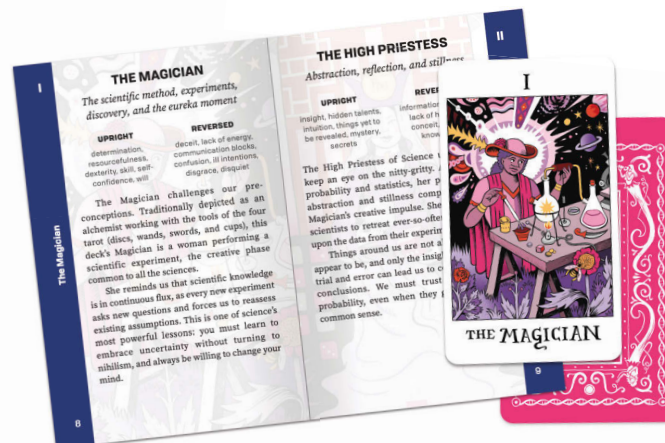 I
The Magician
THE MAGICIAN
The scientific method, experiments,
discovery, and the eureka moment
UPRIGHT
determination,
resourcefulness,
dexterity, skill, self-
confidence, will
REVERSED
deceit, lack of energy,
communication blocks,
confusion, ill intentions,
disgrace, disquiet
The Magician challenges our pre-
conceptions. Traditionally depicted as an
alchemist working with the tools of the four
tarot (discs, wands, swords, and cups), this
deck's Magician is a woman performing a
scientific experiment, the creative phase
common to all the sciences.
She reminds us that scientific knowledge
is in continuous flux, as every new experiment
asks new questions and forces us to reassess
existing assumptions. This is one of science's
most powerful lessons: you must learn to
embrace uncertainty without turning to
nihilism, and always be willing to change your
mind.
8
II
THE HIGH PRIESTESS
Abstraction, reflection, and stillness
UPRIGHT
insight, hidden talents,
intuition, things yet to
be revealed, mystery,
secrets
information
lack of
conceit,
The High Priestess of Science
keep an eye on the nitty-gritty.
probability and statistics, her
abstraction and stillness
Magician's creative impulse. She
scientists to retreat ever-so-often
upon the data from their
Things around us are not
appear to be, and only the
trial and error can lead us to
conclusions. We must trust
probability, even when they
common sense.
9
I
THE MAGICIAN